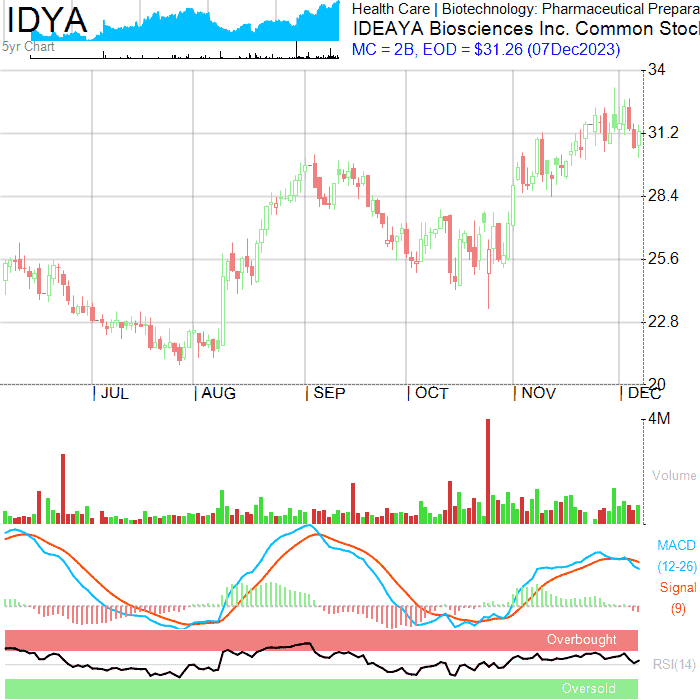 IDYA
Health Care | Biotechnology: Pharmaceutical Prepara
IDEAYA Biosciences Inc. Common Stoc
5yr Chart
MC = 2B, EOD = $31.26 (07Dec2023)
34
31.2
28.4
25.6
22.8
20
| JUL | AUG | SEP | OCT | NOV | DEC
4M
Volume
MACD
(12-26)
Signal
(9)
Overbought
RSI(14)
Oversold